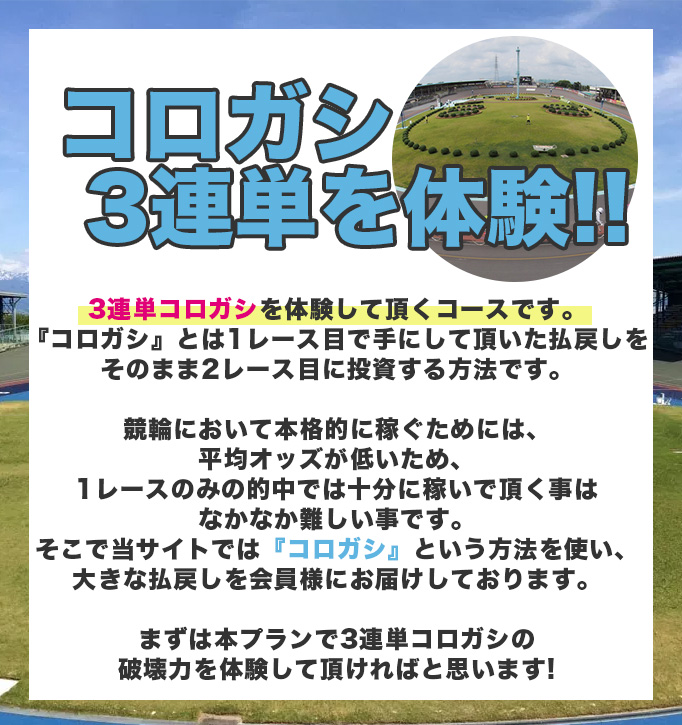 コロガシ
3連単を体験!!
3連単コロガシを体験して頂くコースです。
『コロガシ』とは1レース目で手にして頂いた払戻しを
そのまま2レース目に投資する方法です。
競輪において本格的に稼ぐためには、
平均オッズが低いため、
1レースのみの的中では十分に稼いで頂く事は
なかなか難しい事です。
そこで当サイトでは『コロガシ』という方法を使い、
大きな払戻しを会員様にお届けしております。
まずは本プランで3連単コロガシの
破壊力を体験して頂ければと思います!